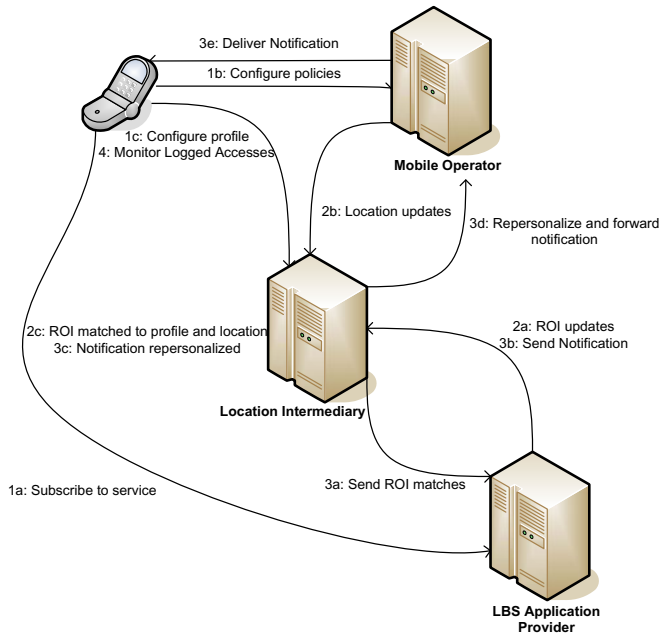 3e: Deliver Notification
1b: Configure policies
1c: Configure profile
4: Monitor Logged Accesses
Mobile Operator
2b: Location updates
3d: Repersonalize and forward
notification
2c: ROI matched to profile and location
3c: Notification repersonalized
2a: ROI updates
3b: Send Notification
Location Intermediary
3a: Send ROI matches
1a: Subscribe to service
LBS Application
Provider